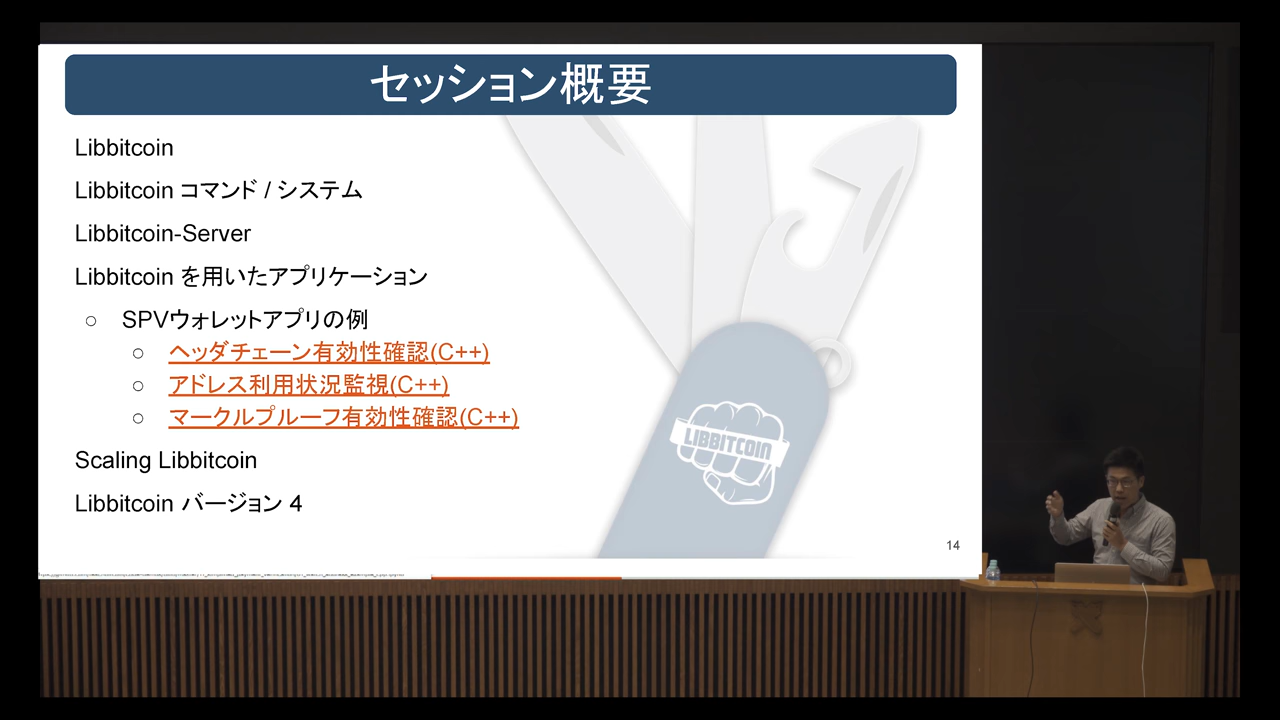 セッション概要
Libbitcoin
Libbitcoin コマンド / システム
Libbitcoin-Server
Libbitcoin を用いたアプリケーション
○ SPVウォレットアプリの例
○ ヘッダチェーン有効性確認(C++)
○ アドレス利用状況監視(C++)
○ マークルプルーフ有効性確認(C++)
Scaling Libbitcoin
Libbitcoin バージョン 4
LIBBITCOIN
14